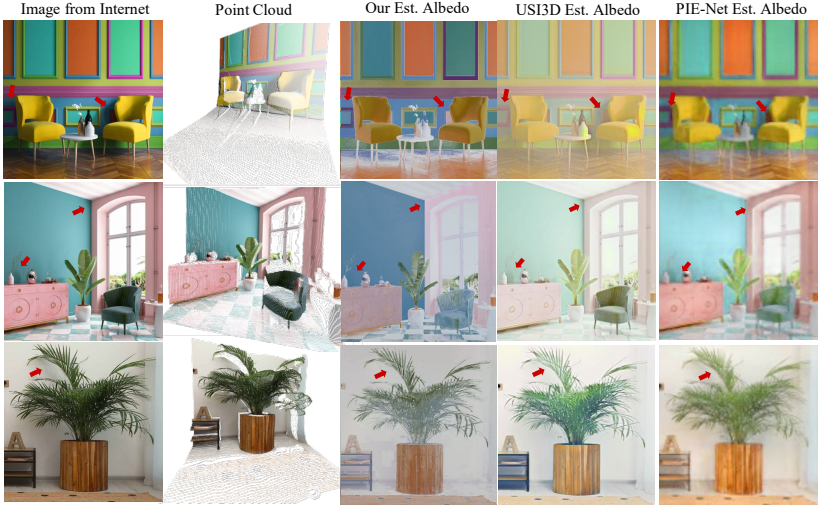 Image from Internet
Point Cloud
Our Est. Albedo
USI3D Est. Albedo
PIE-Net Est. Albedo
A
A
A
A
A